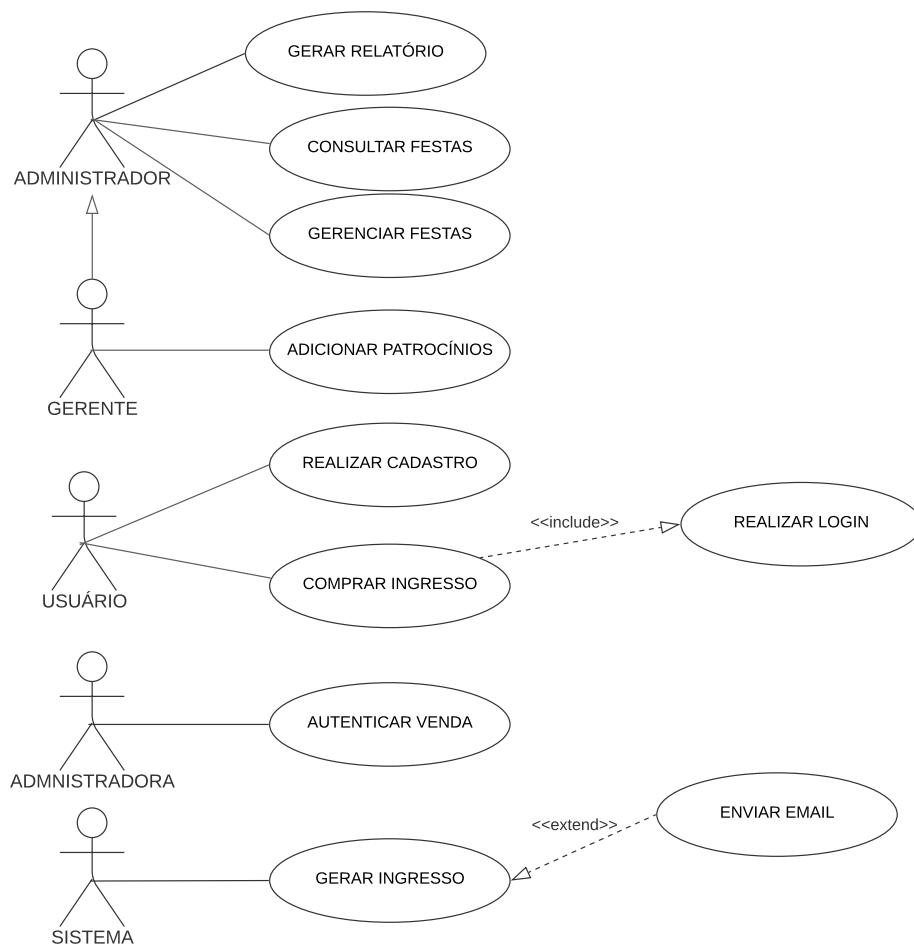 GERAR RELATÓRIO
CONSULTAR FESTAS
ADMINISTRADOR
GERENCIAR FESTAS
ADICIONAR PATROCÍNIOS
GERENTE
REALIZAR CADASTRO
<<include>>
REALIZAR LOGIN
COMPRAR INGRESSO
USUÁRIO
AUTENTICAR VENDA
ADMNISTRADORA
ENVIAR EMAIL
<<extend>>
GERAR INGRESSO
SISTEMA